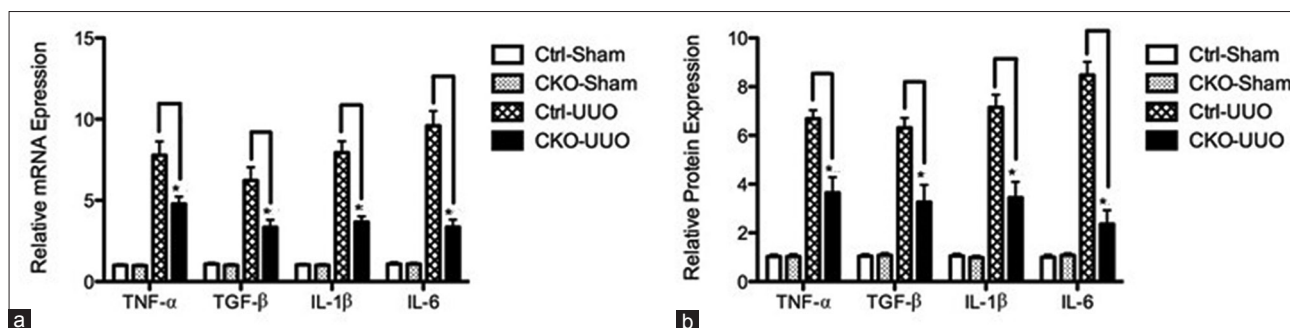 Relative mRNA Epression
15
10
5
0
TNF-α TGF-β IL-1β IL-6
* * * *
Ctrl-Sham
CKO-Sham
Ctrl-UUO
CKO-UUO
a
Relative Protein Expression
10
8
6
4
2
0
TNF-α TGF-β IL-1β IL-6
* * * *
Ctrl-Sham
CKO-Sham
Ctrl-UUO
CKO-UUO
b